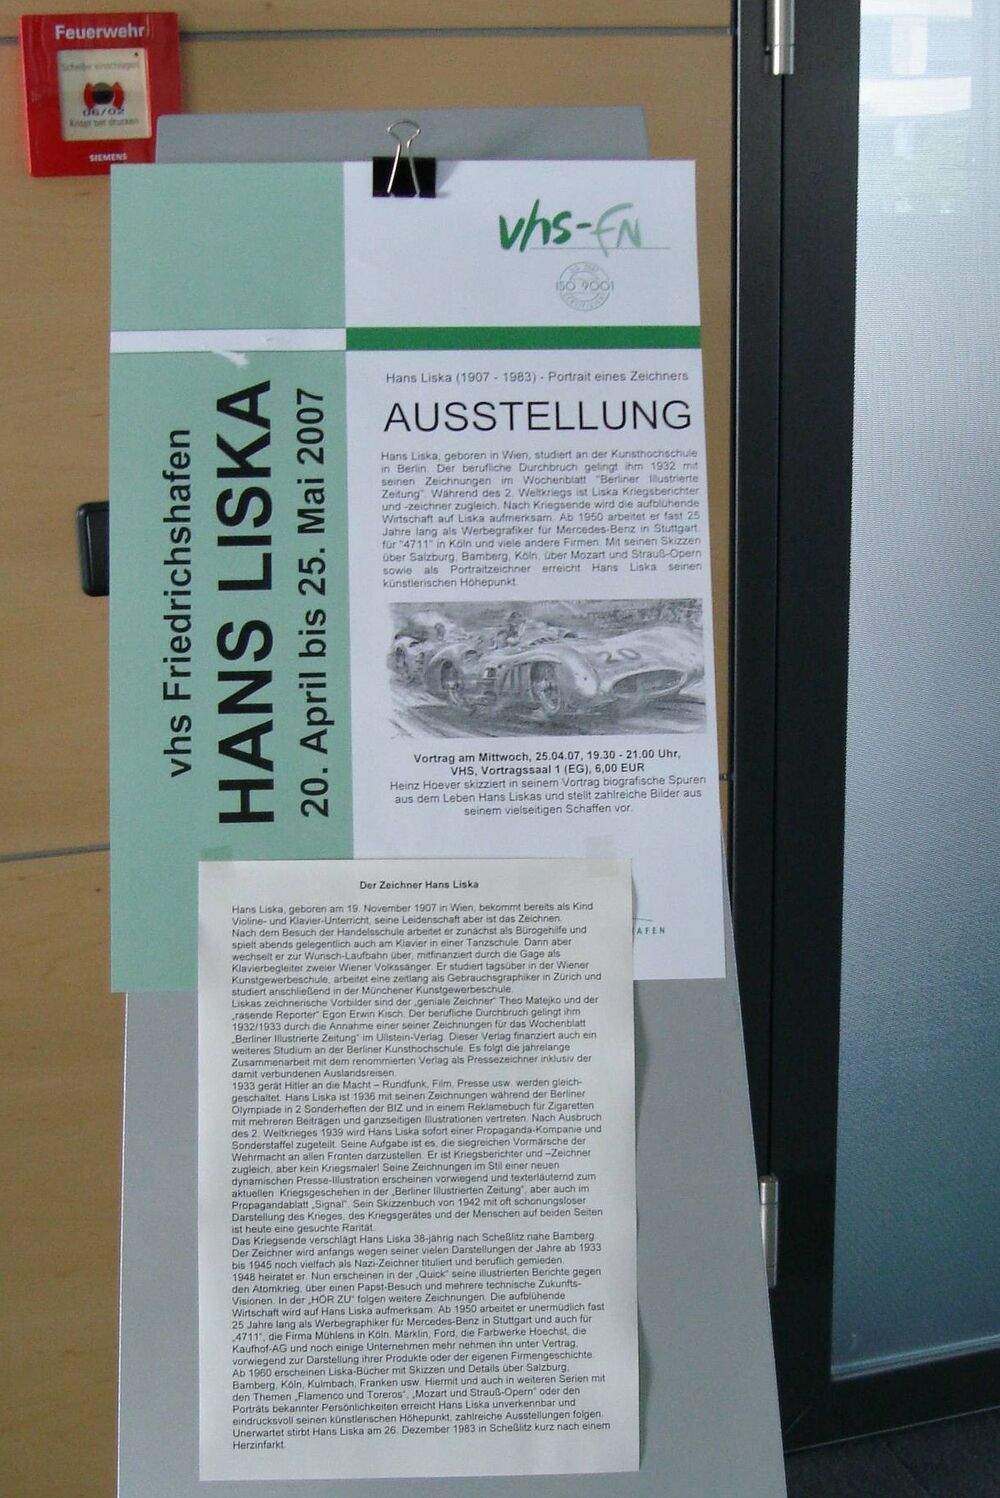 Feuerwehr
Scheibe einschlagen
06/02
Knopf tief drücken
SIEMENS
vhs-FN
ISO 9001
vhs Friedrichshafen
HANS LISKA
20. April bis 25. Mai 2007
Hans Liska (1907 - 1983) - Portrait eines Zeichners
AUSSTELLUNG
Hans Liska, geboren in Wien, studiert an der Kunsthochschule
in Berlin. Der berufliche Durchbruch gelingt ihm 1932 mit
seinen Zeichnungen im Wochenblatt "Berliner Illustrierte
Zeitung". Während des 2. Weltkriegs ist Liska Kriegsberichter
und -zeichner zugleich. Nach Kriegsende wird die aufblühende
Wirtschaft auf Liska aufmerksam. Ab 1950 arbeitet er fast 25
Jahre lang als Werbegrafiker für Mercedes-Benz in Stuttgart,
für "4711" in Köln und viele andere Firmen. Mit seinen Skizzen
über Salzburg, Bamberg, Köln, über Mozart und Strauß-Opern
sowie als Portraitzeichner erreicht Hans Liska seinen
künstlerischen Höhepunkt.
20
Vortrag am Mittwoch, 25.04.07, 19.30 - 21.00 Uhr,
VHS, Vortragssaal 1 (EG), 6,00 EUR
Heinz Hoever skizziert in seinem Vortrag biografische Spuren
aus dem Leben Hans Liskas und stellt zahlreiche Bilder aus
seinem vielseitigen Schaffen vor.
AFEN
Der Zeichner Hans Liska
Hans Liska, geboren am 19. November 1907 in Wien, bekommt bereits als Kind
Violine- und Klavier-Unterricht, seine Leidenschaft aber ist das Zeichnen.
Nach dem Besuch der Handelsschule arbeitet er zunächst als Bürogehilfe und
spielt abends gelegentlich auch am Klavier in einer Tanzschule. Dann aber
wechselt er zur Wunsch-Laufbahn über, mitfinanziert durch die Gage als
Klavierbegleiter zweier Wiener Volkssänger. Er studiert tagsüber in der Wiener
Kunstgewerbeschule, arbeitet eine zeitlang als Gebrauchsgraphiker in Zürich und
studiert anschließend in der Münchener Kunstgewerbeschule.
Liskas zeichnerische Vorbilder sind der „geniale Zeichner“ Theo Matejko und der
„rasende Reporter“ Egon Erwin Kisch. Der berufliche Durchbruch gelingt ihm
1932/1933 durch die Annahme einer seiner Zeichnungen für das Wochenblatt
„Berliner Illustrierte Zeitung“ im Ullstein-Verlag. Dieser Verlag finanziert auch ein
weiteres Studium an der Berliner Kunsthochschule. Es folgt die jahrelange
Zusammenarbeit mit dem renommierten Verlag als Pressezeichner inklusiv der
damit verbundenen Auslandsreisen.
1933 gerät Hitler an die Macht – Rundfunk, Film, Presse usw. werden gleich-
geschaltet. Hans Liska ist 1936 mit seinen Zeichnungen während der Berliner
Olympiade in 2 Sonderheften der BIZ und in einem Reklamebuch für Zigaretten
mit mehreren Beiträgen und ganzseitigen Illustrationen vertreten. Nach Ausbruch
des 2. Weltkrieges 1939 wird Hans Liska sofort einer Propaganda-Kompanie und
Sonderstaffel zugeteilt. Seine Aufgabe ist es, die siegreichen Vormärsche der
Wehrmacht an allen Fronten darzustellen. Er ist Kriegsberichter und –Zeichner
zugleich, aber kein Kriegsmaler! Seine Zeichnungen im Stil einer neuen
dynamischen Presse-Illustration erscheinen vorwiegend und texterläuternd zum
aktuellen Kriegsgeschehen in der „Berliner Illustrierten Zeitung“, aber auch im
Propagandablatt „Signal“. Sein Skizzenbuch von 1942 mit oft schonungsloser
Darstellung des Krieges, des Kriegsgerätes und der Menschen auf beiden Seiten
ist heute eine gesuchte Rarität.
Das Kriegsende verschlägt Hans Liska 38-jährig nach Scheßlitz nahe Bamberg.
Der Zeichner wird anfangs wegen seiner vielen Darstellungen der Jahre ab 1933
bis 1945 noch vielfach als Nazi-Zeichner tituliert und beruflich gemieden.
1948 heiratet er. Nun erscheinen in der „Quick“ seine illustrierten Berichte gegen
den Atomkrieg, über einen Papst-Besuch und mehrere technische Zukunfts-
Visionen. In der „HÖR ZU“ folgen weitere Zeichnungen. Die aufblühende
Wirtschaft wird auf Hans Liska aufmerksam. Ab 1950 arbeitet er unermüdlich fast
25 Jahre lang als Werbegraphiker für Mercedes-Benz in Stuttgart und auch für
„4711“, die Firma Mühlens in Köln. Märklin, Ford, die Farbwerke Hoechst, die
Kaufhof-AG und noch einige Unternehmen mehr nehmen ihn unter Vertrag,
vorwiegend zur Darstellung ihrer Produkte oder der eigenen Firmengeschichte.
Ab 1960 erscheinen Liska-Bücher mit Skizzen und Details über Salzburg,
Bamberg, Köln, Kulmbach, Franken usw. Hiermit und auch in weiteren Serien mit
den Themen „Flamenco und Toreros“, „Mozart und Strauß-Opern“ oder den
Porträts bekannter Persönlichkeiten erreicht Hans Liska unverkennbar und
eindrucksvoll seinen künstlerischen Höhepunkt, zahlreiche Ausstellungen folgen.
Unerwartet stirbt Hans Liska am 26. Dezember 1983 in Scheßlitz kurz nach einem
Herzinfarkt.